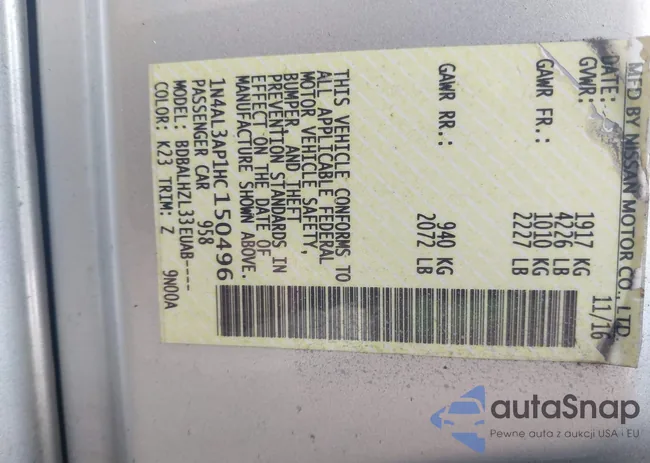 MFD BY NISSAN MOTOR CO., LTD.
DATE: 11/16
GVWR: 1917 KG
4226 LB
GAWR FR.: 1010 KG
2227 LB
GAWR RR.: 940 KG
2072 LB
THIS VEHICLE CONFORMS TO
ALL APPLICABLE FEDERAL
MOTOR VEHICLE SAFETY,
BUMPER, AND THEFT
PREVENTION STANDARDS IN
EFFECT ON THE DATE OF
MANUFACTURE SHOWN ABOVE.
1N4AL3AP1HC150496
PASSENGER CAR 958
MODEL: BDBALHZL33EUAB----
COLOR: K23 TRIM: Z 9N00A
autaSnap
Pewne auta z aukcji USA i EU